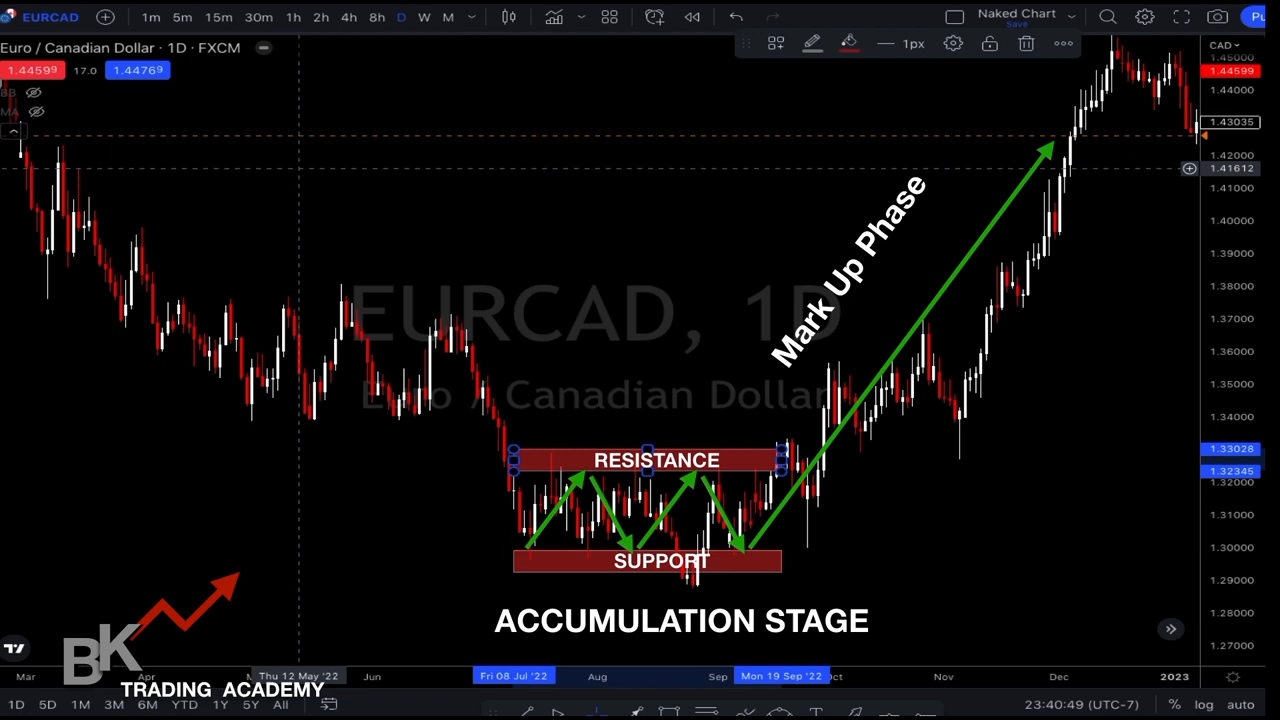 EURCAD 1m 5m 15m 30m 1h 2h 4h 8h D W M Naked Chart
Save
Euro / Canadian Dollar · 1D · FXCM
1px
CAD
1.44599 17.0 1.44769
BB
MA
1.45000
1.44599
1.44000
1.43035
1.42000
1.41612
1.41000
1.40000
1.39000
1.38000
1.37000
1.36000
1.35000
1.34000
1.33028
1.32345
1.32000
1.31000
1.30000
1.29000
1.28000
1.27000
EURCAD, 1D
Euro / Canadian Dollar
Mark Up Phase
RESISTANCE
SUPPORT
ACCUMULATION STAGE
BK
TRADING ACADEMY
Mar Apr Thu 12 May '22 Jun Fri 08 Jul '22 Aug Sep Mon 19 Sep '22 Oct Nov Dec 2023
1D 5D 1M 3M 6M YTD 1Y 5Y All 23:40:49 (UTC-7) % log auto